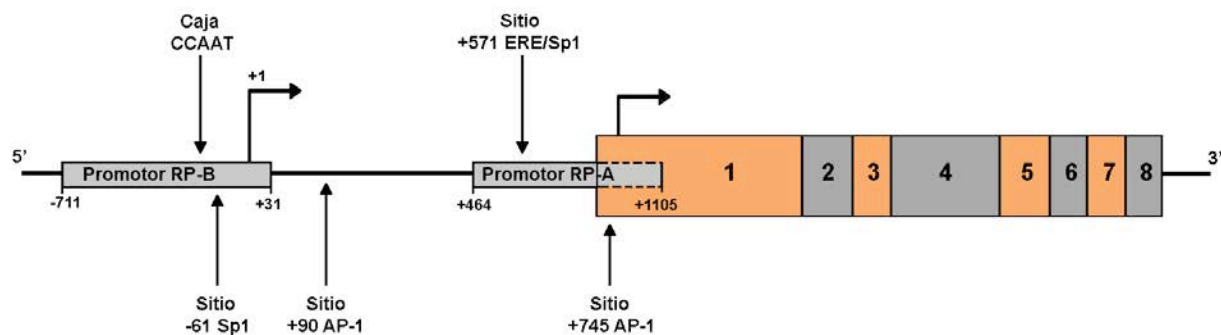 Caja
CCAAT
Sitio
+571 ERE/Sp1
+1
5'
3'
Promotor RP-B
Promotor RP-A
1
2
3
4
5
6
7
8
-711
+31
+464
+1105
Sitio
-61 Sp1
Sitio
+90 AP-1
Sitio
+745 AP-1